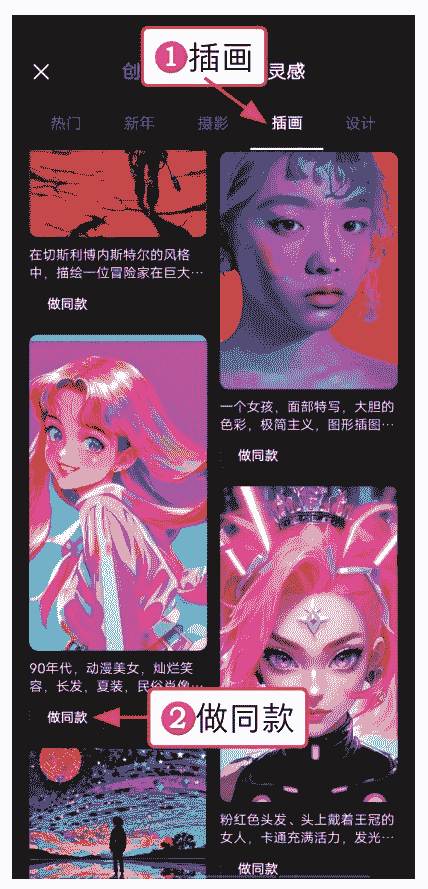 创
❶插画
灵感
热门
新年
摄影
插画
设计
在切斯利博内斯特尔的风格
中，描绘一位冒险家在巨大…
做同款
一个女孩，面部特写，大胆的
色彩，极简主义，图形插图…
做同款
90年代，动漫美女，灿烂笑
容，长发，夏装，民俗肖像…
做同款
❷做同款
粉红色头发、头上戴着王冠的
女人，卡通充满活力，发光…
做同款